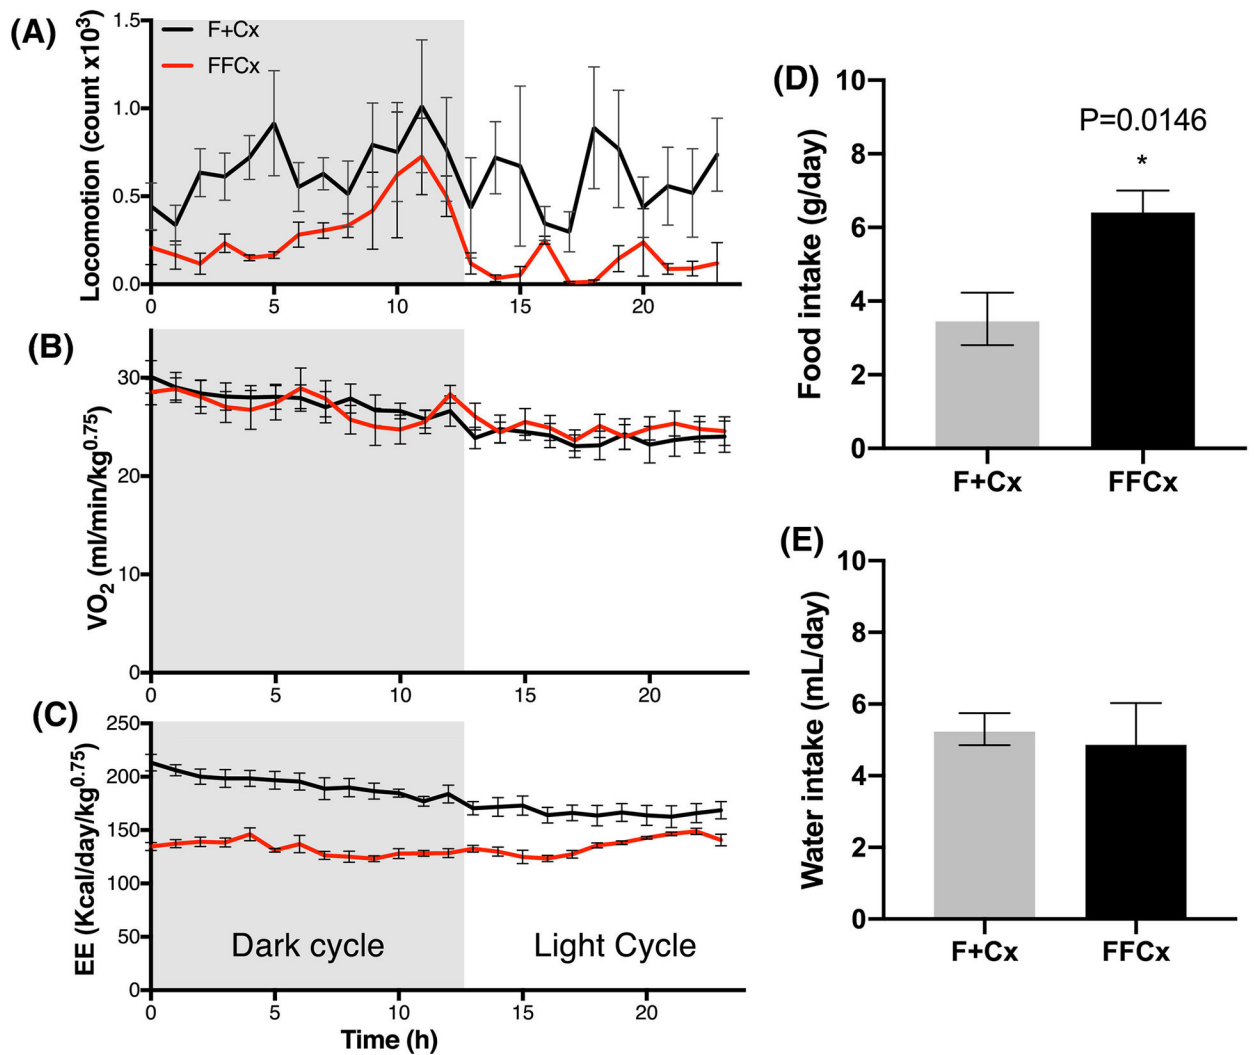 (A)
Locomotion (count x10³)
1.5
1.0
0.5
0.0
F+Cx
FFCx
0 5 10 15 20
(B)
VO₂ (ml/min/kg⁰·⁷⁵)
30
20
10
0
0 5 10 15 20
(C)
EE (Kcal/day/kg⁰·⁷⁵)
250
200
150
100
50
0
Dark cycle
Light Cycle
0 5 10 15 20
Time (h)
(D)
Food intake (g/day)
10
8
6
4
2
0
P=0.0146
*
F+Cx FFCx
(E)
Water intake (mL/day)
10
8
6
4
2
0
F+Cx FFCx